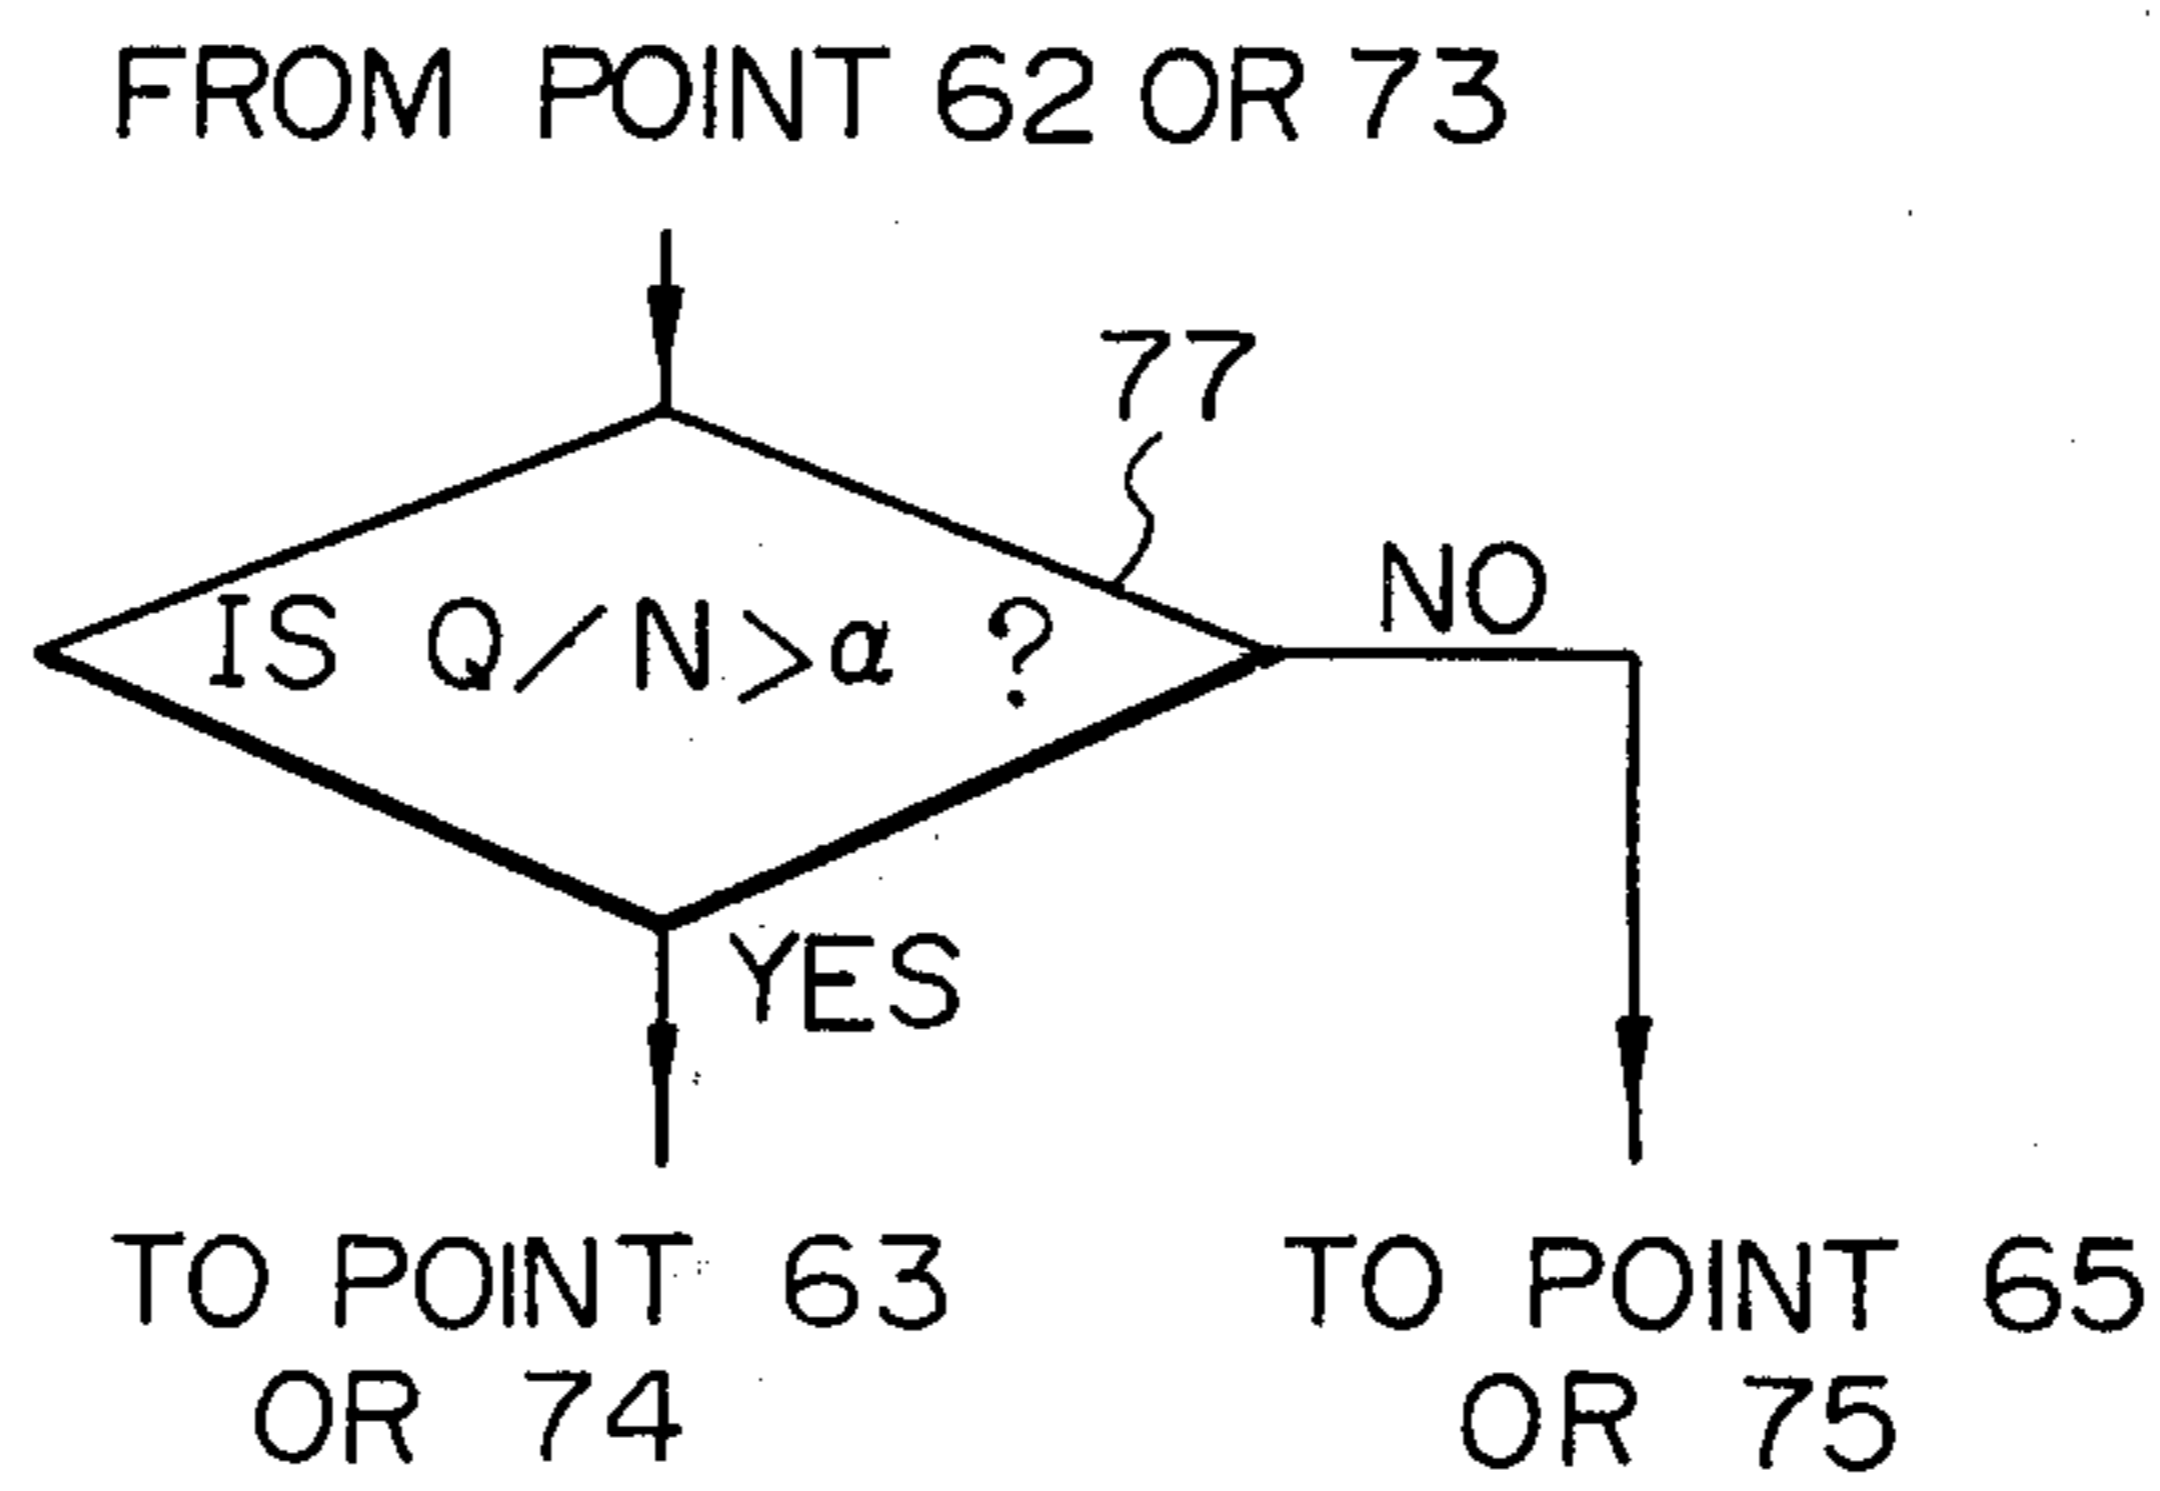 FROM POINT 62 OR 73
77
NO
IS Q/N>α ?
YES
TO POINT 63
OR 74
TO POINT 65
OR 75